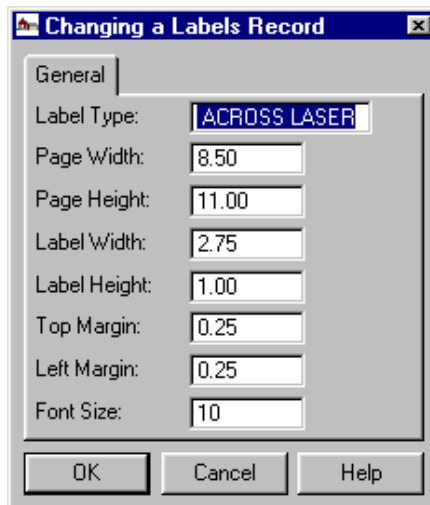 Changing a Labels Record
General
Label Type: ACROSS LASER
Page Width: 8.50
Page Height: 11.00
Label Width: 2.75
Label Height: 1.00
Top Margin: 0.25
Left Margin: 0.25
Font Size: 10
OK Cancel Help